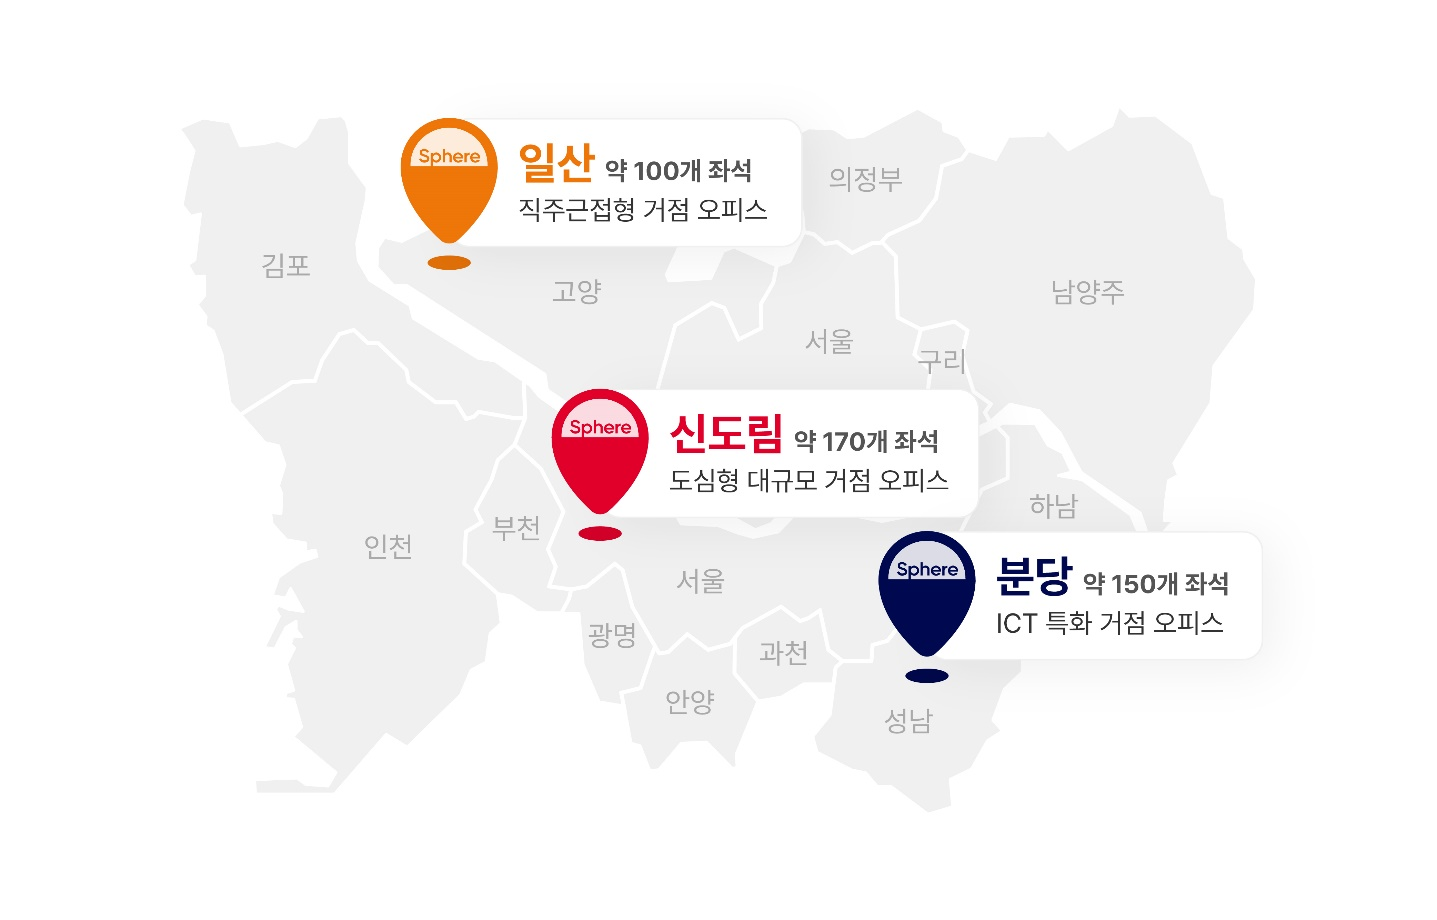 Sphere
일산 약 100개 좌석
직주근접형 거점 오피스
의정부
김포
고양
남양주
서울
구리
Sphere
신도림 약 170개 좌석
도심형 대규모 거점 오피스
하남
부천
인천
Sphere
분당 약 150개 좌석
ICT 특화 거점 오피스
서울
광명
과천
안양
성남